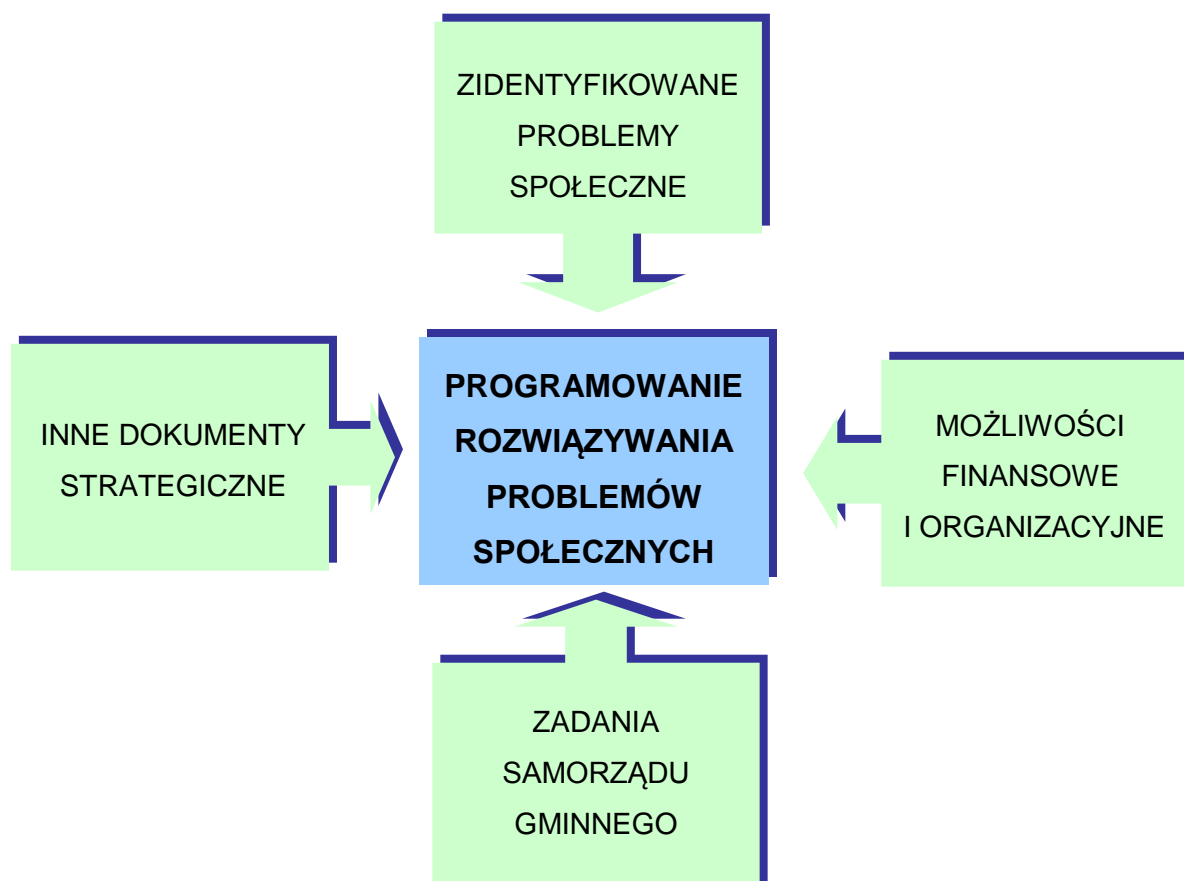 ZIDENTYFIKOWANE
PROBLEMY
SPOŁECZNE
INNE DOKUMENTY
STRATEGICZNE
PROGRAMOWANIE
ROZWIĄZYWANIA
PROBLEMÓW
SPOŁECZNYCH
MOŻLIWOŚCI
FINANSOWE
I ORGANIZACYJNE
ZADANIA
SAMORZĄDU
GMINNEGO